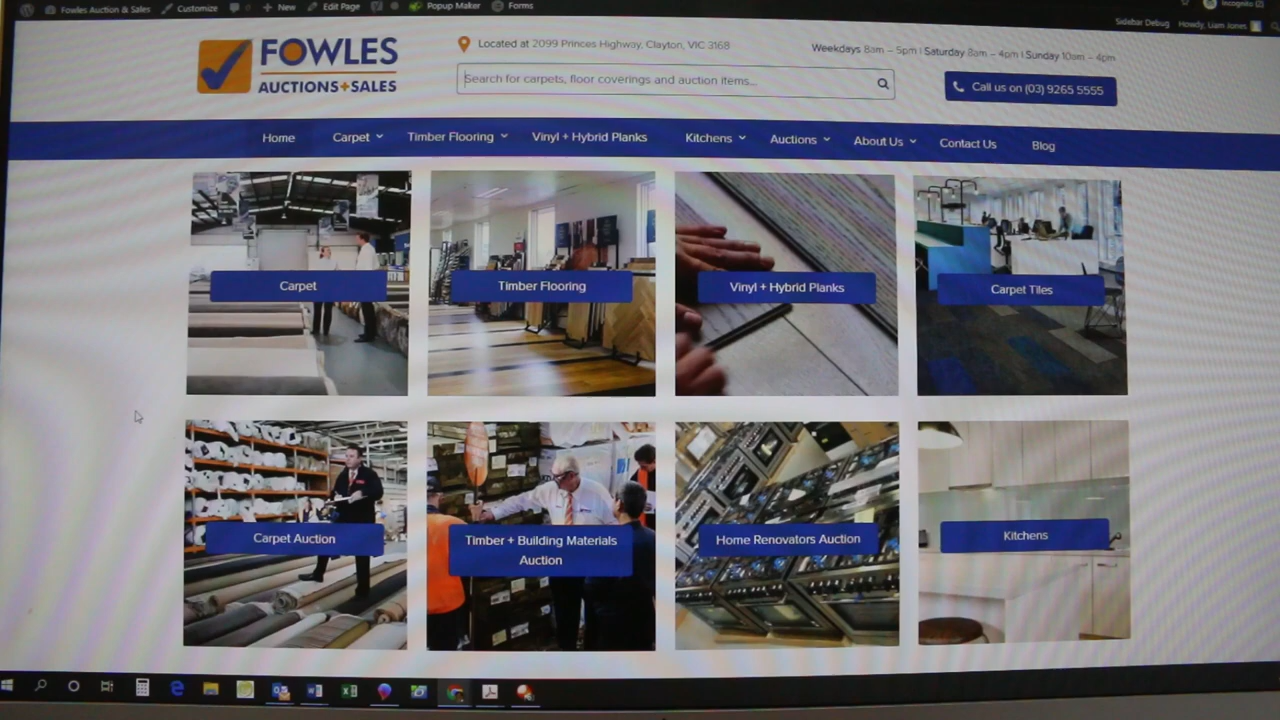 Fowles Auction & Sales
Customize
New
Edit Page
Popup Maker
Forms
Incognito (2)
Sidebar Debug
Howdy, Liam Jones
FOWLES
AUCTIONS+SALES
Located at 2099 Princes Highway, Clayton, VIC 3168
Weekdays 8am – 5pm | Saturday 8am – 4pm | Sunday 10am – 4pm
Search for carpets, floor coverings and auction items...
Call us on (03) 9265 5555
Home
Carpet
Timber Flooring
Vinyl + Hybrid Planks
Kitchens
Auctions
About Us
Contact Us
Blog
Carpet
Timber Flooring
Vinyl + Hybrid Planks
Carpet Tiles
Carpet Auction
Timber + Building Materials
Auction
Home Renovators Auction
Kitchens